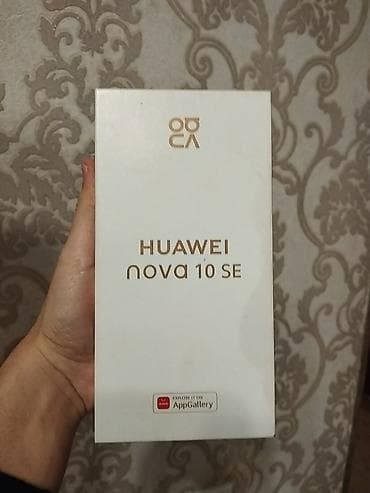 HUAWEI
nova 10 SE
EXPLORE IT ON
AppGallery